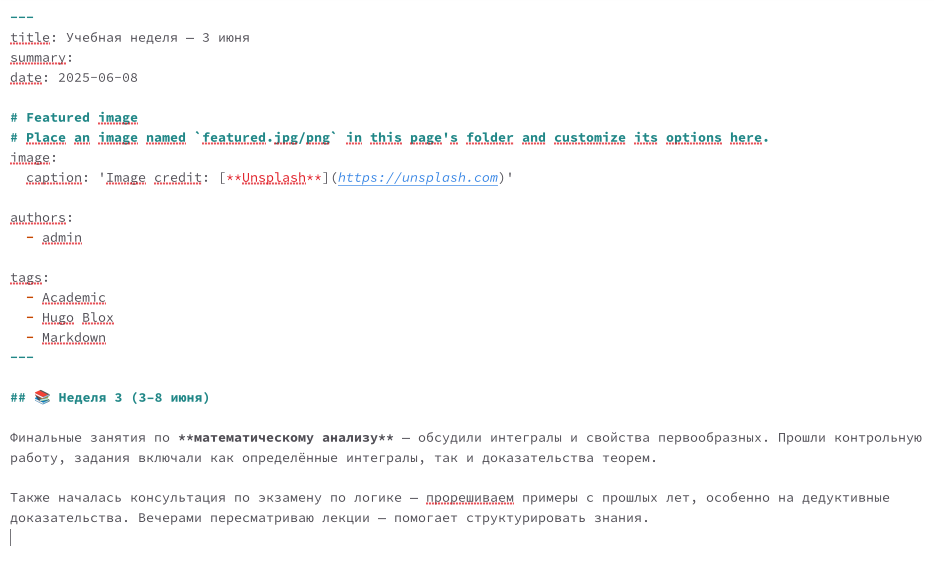 ---
title: Учебная неделя — 3 июня
summary:
date: 2025-06-08
# Featured image
# Place an image named `featured.jpg/png` in this page's folder and customize its options here.
image:
  caption: 'Image credit: [**Unsplash**](https://unsplash.com)'
authors:
  - admin
tags:
  - Academic
  - Hugo Blox
  - Markdown
---
## 📚 Неделя 3 (3–8 июня)
Финальные занятия по **математическому анализу** — обсудили интегралы и свойства первообразных. Прошли контрольную
работу, задания включали как определённые интегралы, так и доказательства теорем.
Также началась консультация по экзамену по логике — прорешиваем примеры с прошлых лет, особенно на дедуктивные
доказательства. Вечерами пересматриваю лекции — помогает структурировать знания.